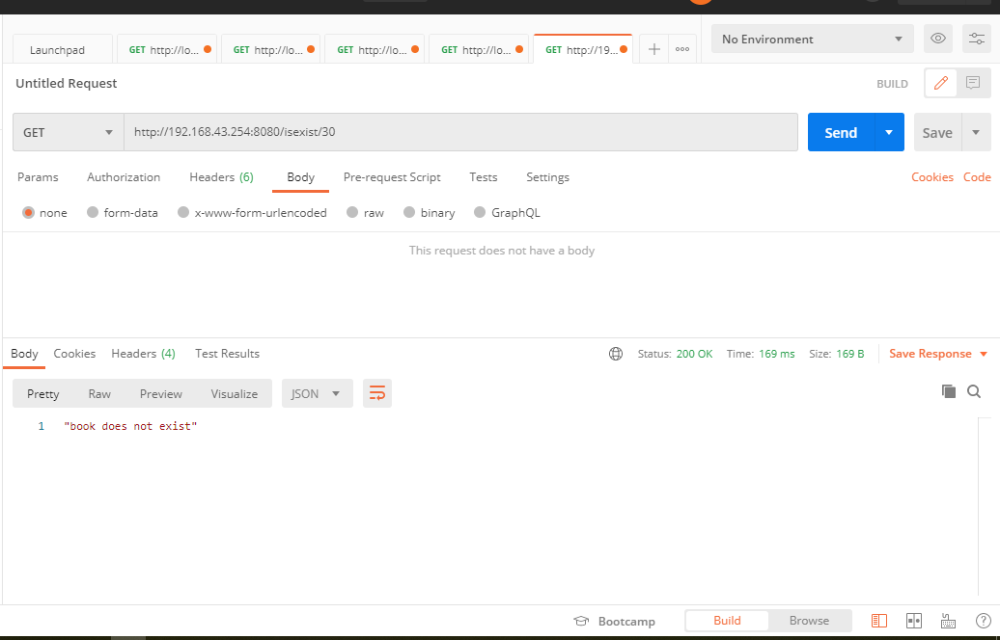 Launchpad
GET http://lo...
GET http://lo...
GET http://lo...
GET http://lo...
GET http://19...
No Environment
Untitled Request
BUILD
GET
http://192.168.43.254:8080/isexist/30
Send
Save
Params
Authorization
Headers (6)
Body
Pre-request Script
Tests
Settings
Cookies
Code
none
form-data
x-www-form-urlencoded
raw
binary
GraphQL
This request does not have a body
Body
Cookies
Headers (4)
Test Results
Status: 200 OK
Time: 169 ms
Size: 169 B
Save Response
Pretty
Raw
Preview
Visualize
JSON
1 "book does not exist"
Bootcamp
Build
Browse